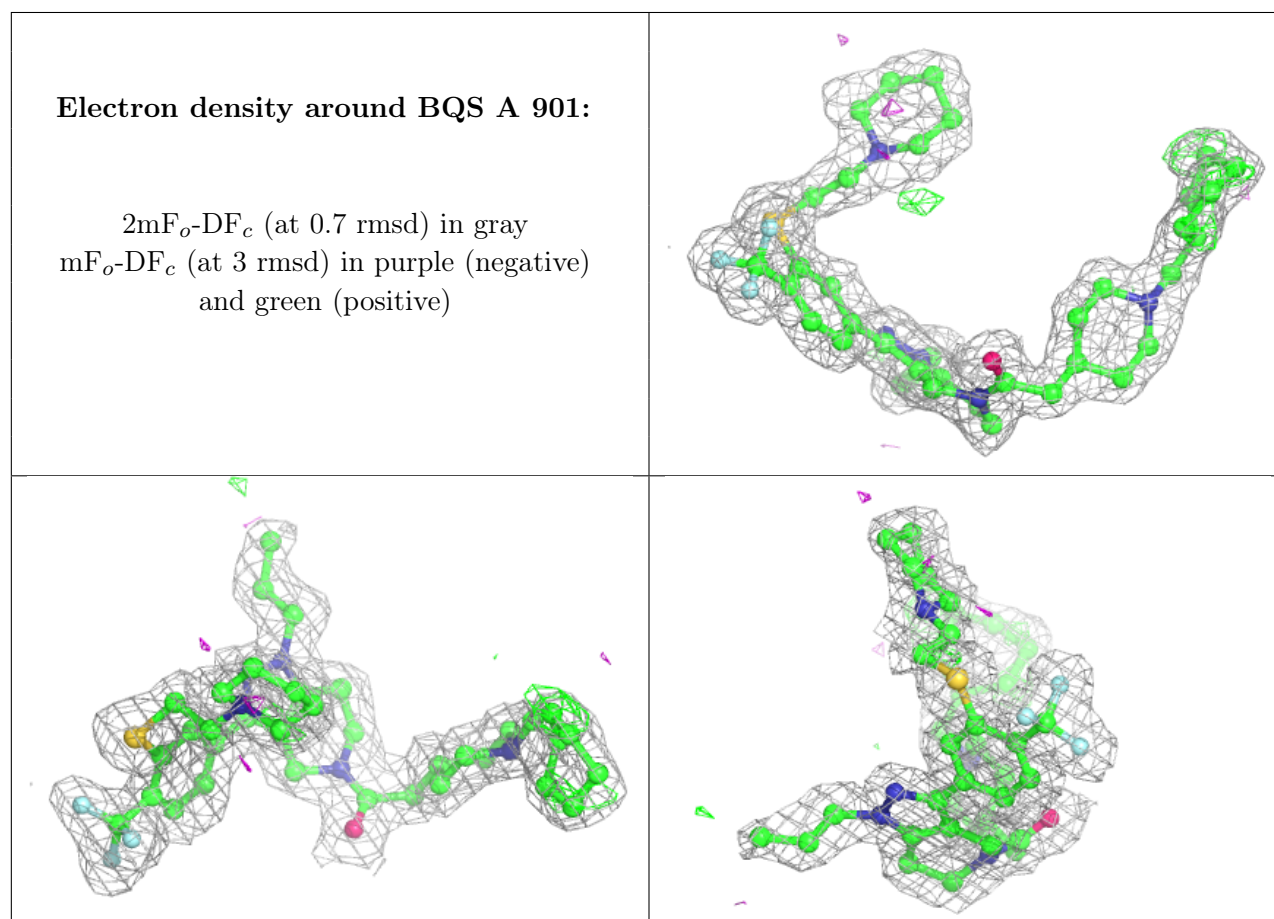 Electron density around BQS A 901:
2mFₒ-DF𝒸 (at 0.7 rmsd) in gray
mFₒ-DF𝒸 (at 3 rmsd) in purple (negative)
and green (positive)